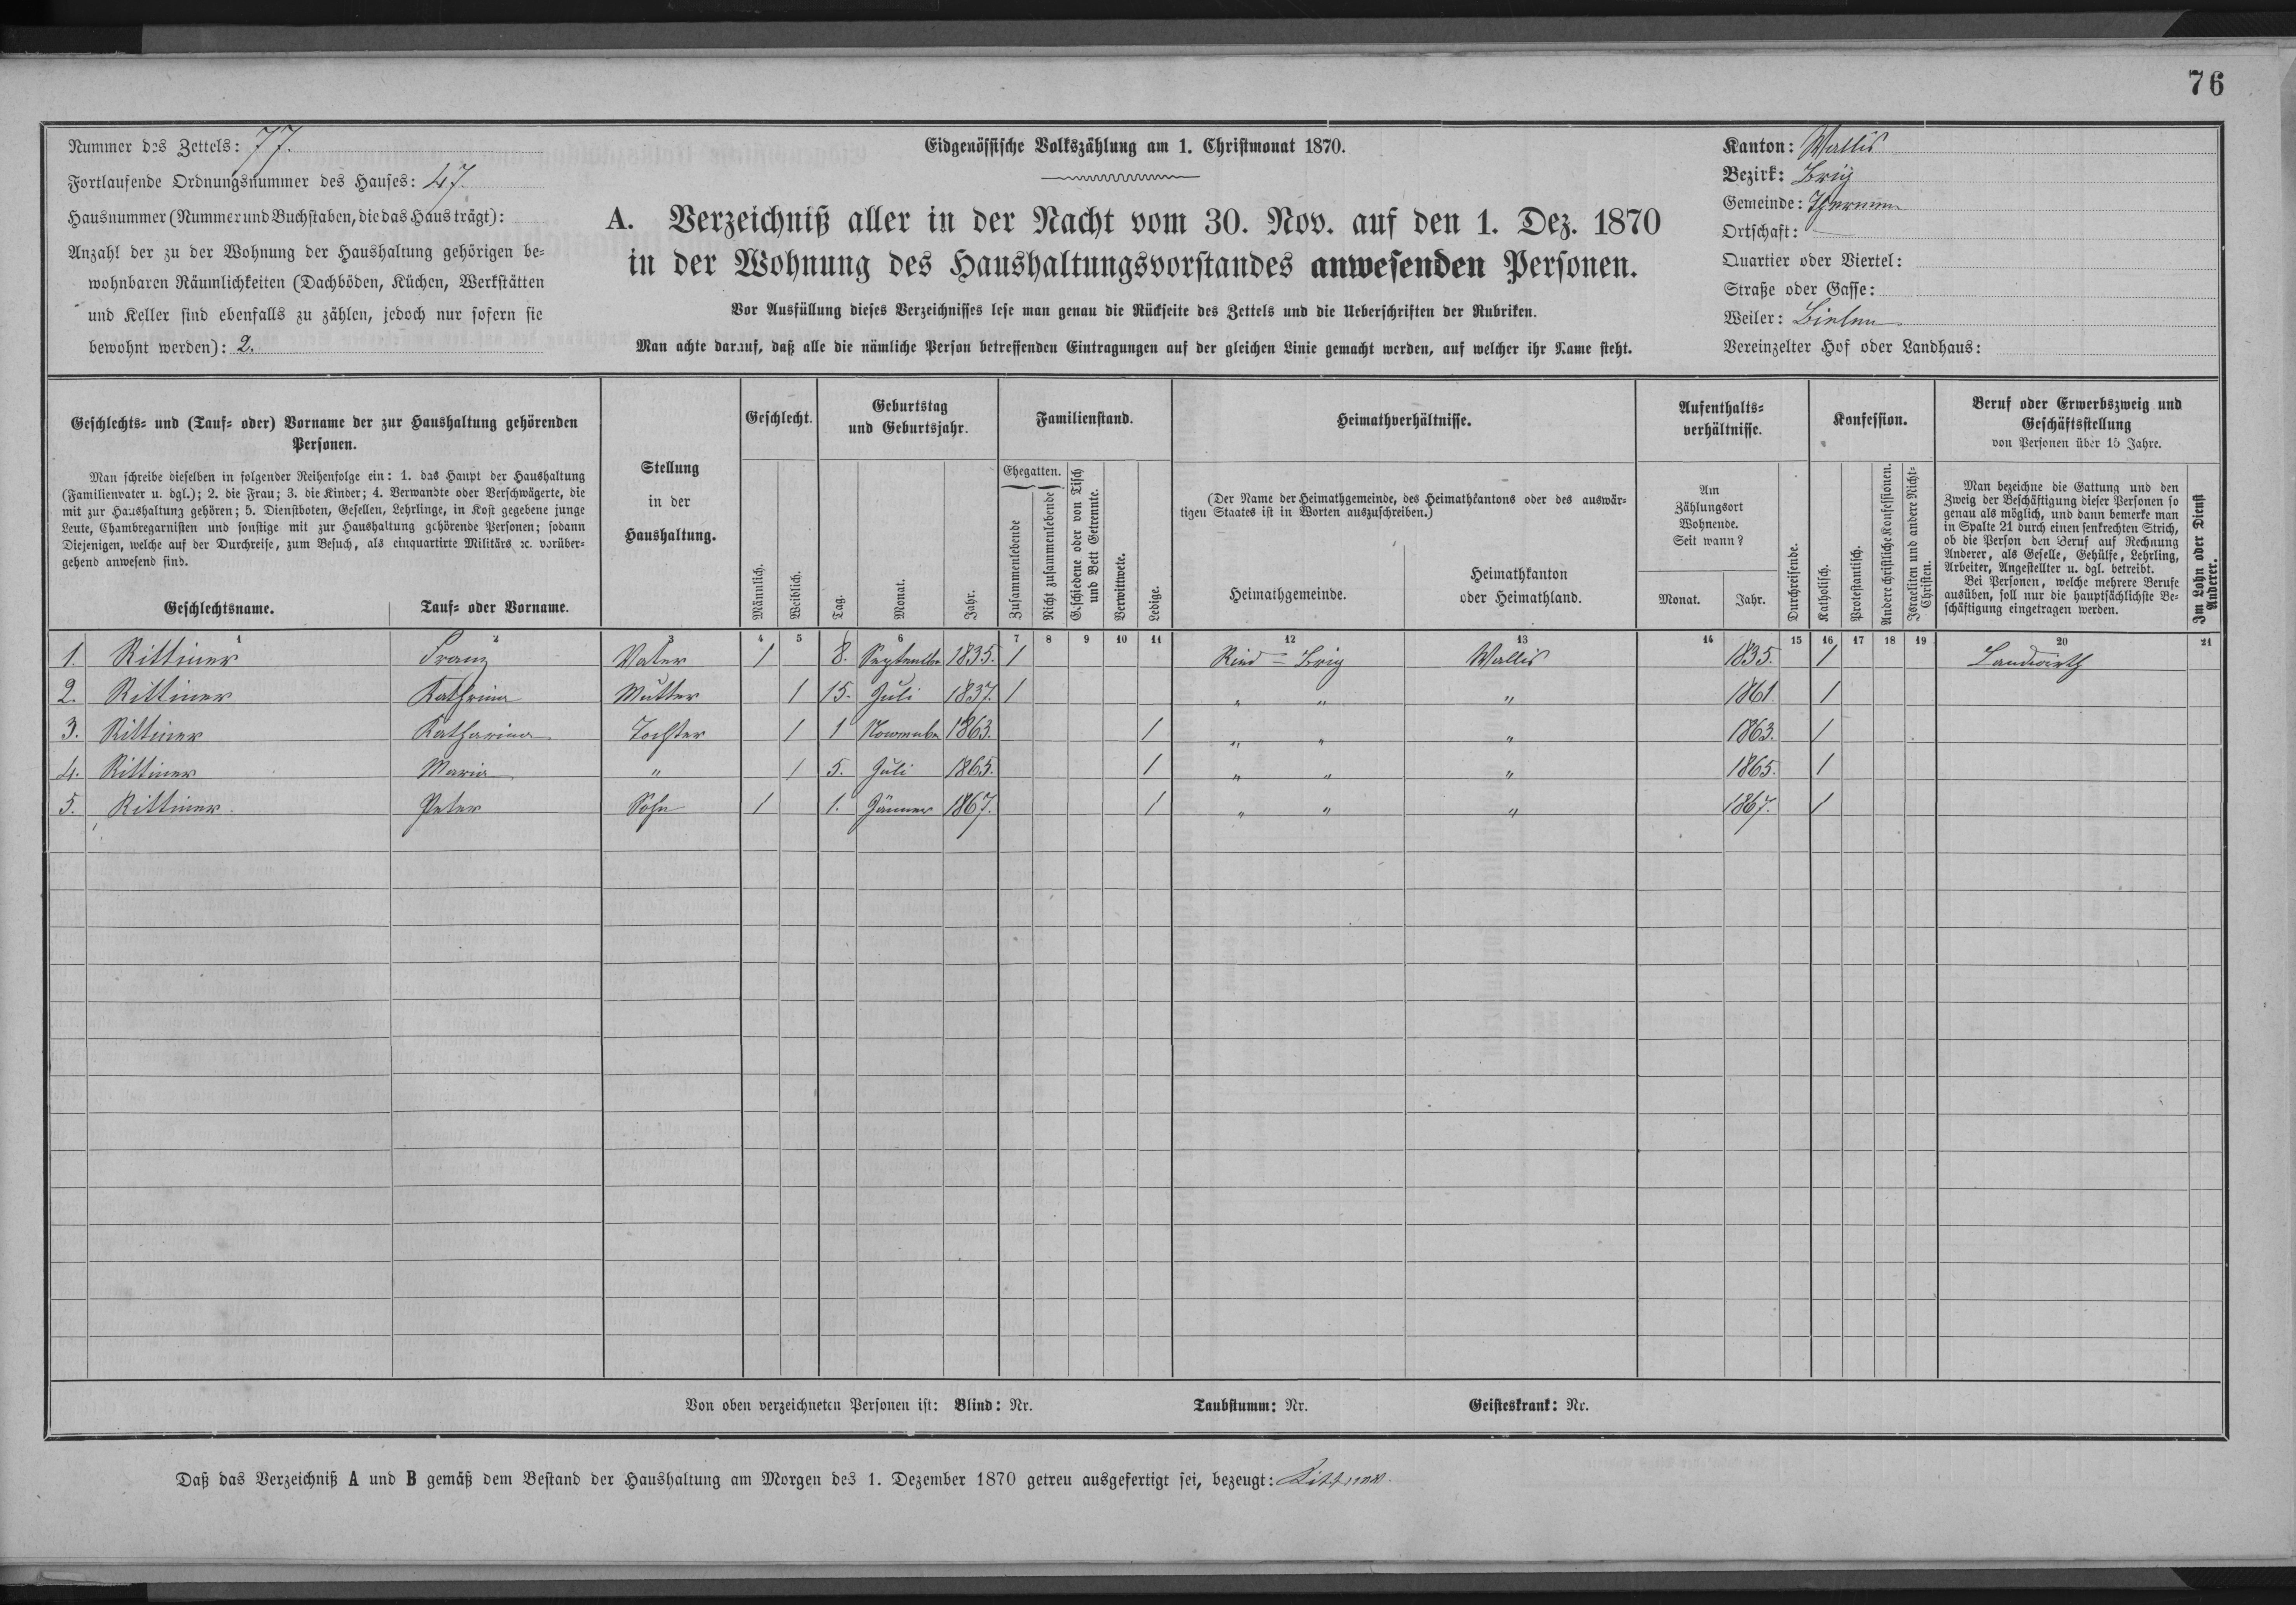 76
Nummer des Zettels: 77.
Fortlaufende Ordnungsnummer des Hauses: 47.
Hausnummer (Nummer und Buchstaben, die das Haus trägt):
Anzahl der zu der Wohnung der Haushaltung gehörigen be-
wohnbaren Räumlichkeiten (Dachböden, Küchen, Werkstätten
und Keller sind ebenfalls zu zählen, jedoch nur sofern sie
bewohnt werden): 2.
Eidgenössische Volkszählung am 1. Christmonat 1870.
A. Verzeichniß aller in der Nacht vom 30. Nov. auf den 1. Dez. 1870
in der Wohnung des Haushaltungsvorstandes anwesenden Personen.
Vor Ausfüllung dieses Verzeichnisses lese man genau die Rückseite des Zettels und die Ueberschriften der Rubriken.
Man achte darauf, daß alle die nämliche Person betreffenden Eintragungen auf der gleichen Linie gemacht werden, auf welcher ihr Name steht.
Kanton: Wallis
Bezirk: Brig
Gemeinde: Thermen
Ortschaft: —
Quartier oder Viertel:
Straße oder Gasse:
Weiler: Bielen
Vereinzelter Hof oder Landhaus:
Geschlechts- und (Tauf- oder) Vorname der zur Haushaltung gehörenden
Personen.
Man schreibe dieselben in folgender Reihenfolge ein: 1. das Haupt der Haushaltung
(Familienvater u. dgl.); 2. die Frau; 3. die Kinder; 4. Verwandte oder Verschwägerte, die
mit zur Haushaltung gehören; 5. Dienstboten, Gesellen, Lehrlinge, in Kost gegebene junge
Leute, Chambregarnisten und sonstige mit zur Haushaltung gehörende Personen; sodann
Diejenigen, welche auf der Durchreise, zum Besuch, als einquartirte Militärs ꝛc. vorüber-
gehend anwesend sind.
Geschlechtsname. Tauf- oder Vorname.
Stellung
in der
Haushaltung.
Geschlecht.
Männlich.
Weiblich.
Geburtstag
und Geburtsjahr.
Tag.
Monat.
Jahr.
Familienstand.
Ehegatten.
Zusammenlebende
Nicht zusammenlebende
Geschiedene oder von Tisch
und Bett Getrennte.
Verwittwete.
Ledige.
Heimathverhältnisse.
(Der Name der Heimathgemeinde, des Heimathkantons oder des auswär-
tigen Staates ist in Worten auszuschreiben.)
Heimathgemeinde.
Heimathkanton
oder Heimathland.
Aufenthalts-
verhältnisse.
Am
Zählungsort
Wohnende.
Seit wann?
Monat. Jahr.
Durchreisende.
Konfession.
Katholisch.
Protestantisch.
Andere christliche Konfessionen.
Israeliten und andere Nicht-
Christen.
Beruf oder Erwerbszweig und
Geschäftsstellung
von Personen über 15 Jahre.
Man bezeichne die Gattung und den
Zweig der Beschäftigung dieser Personen so
genau als möglich, und dann bemerke man
in Spalte 21 durch einen senkrechten Strich,
ob die Person den Beruf auf Rechnung
Anderer, als Geselle, Gehülfe, Lehrling,
Arbeiter, Angestellter u. dgl. betreibt.
Bei Personen, welche mehrere Berufe
ausüben, soll nur die hauptsächlichste Be-
schäftigung eingetragen werden.
Im Lohn oder Dienst
Anderer.
1 2 3 4 5 6 7 8 9 10 11 12 13 14 15 16 17 18 19 20 21
1. Rittiner Franz Vater 1 8. September 1835. 1 Ried-Brig Wallis 1835. 1 Landwirth
2. Rittiner Kathrina Mutter 1 15. Juli 1837. 1 " " " 1861 1
3. Rittiner Katharina Tochter 1 1 Novembr 1863. 1 " " " 1863. 1
4. Rittiner Maria " 1 5. Juli 1865. 1 " " " 1865. 1
5. Rittiner Peter Sohn 1 1. Jänner 1867. 1 " " " 1867. 1
Von oben verzeichneten Personen ist: Blind: Nr. Taubstumm: Nr. Geisteskrank: Nr.
Daß das Verzeichniß A und B gemäß dem Bestand der Haushaltung am Morgen des 1. Dezember 1870 getreu ausgefertigt sei, bezeugt: Rittiner.